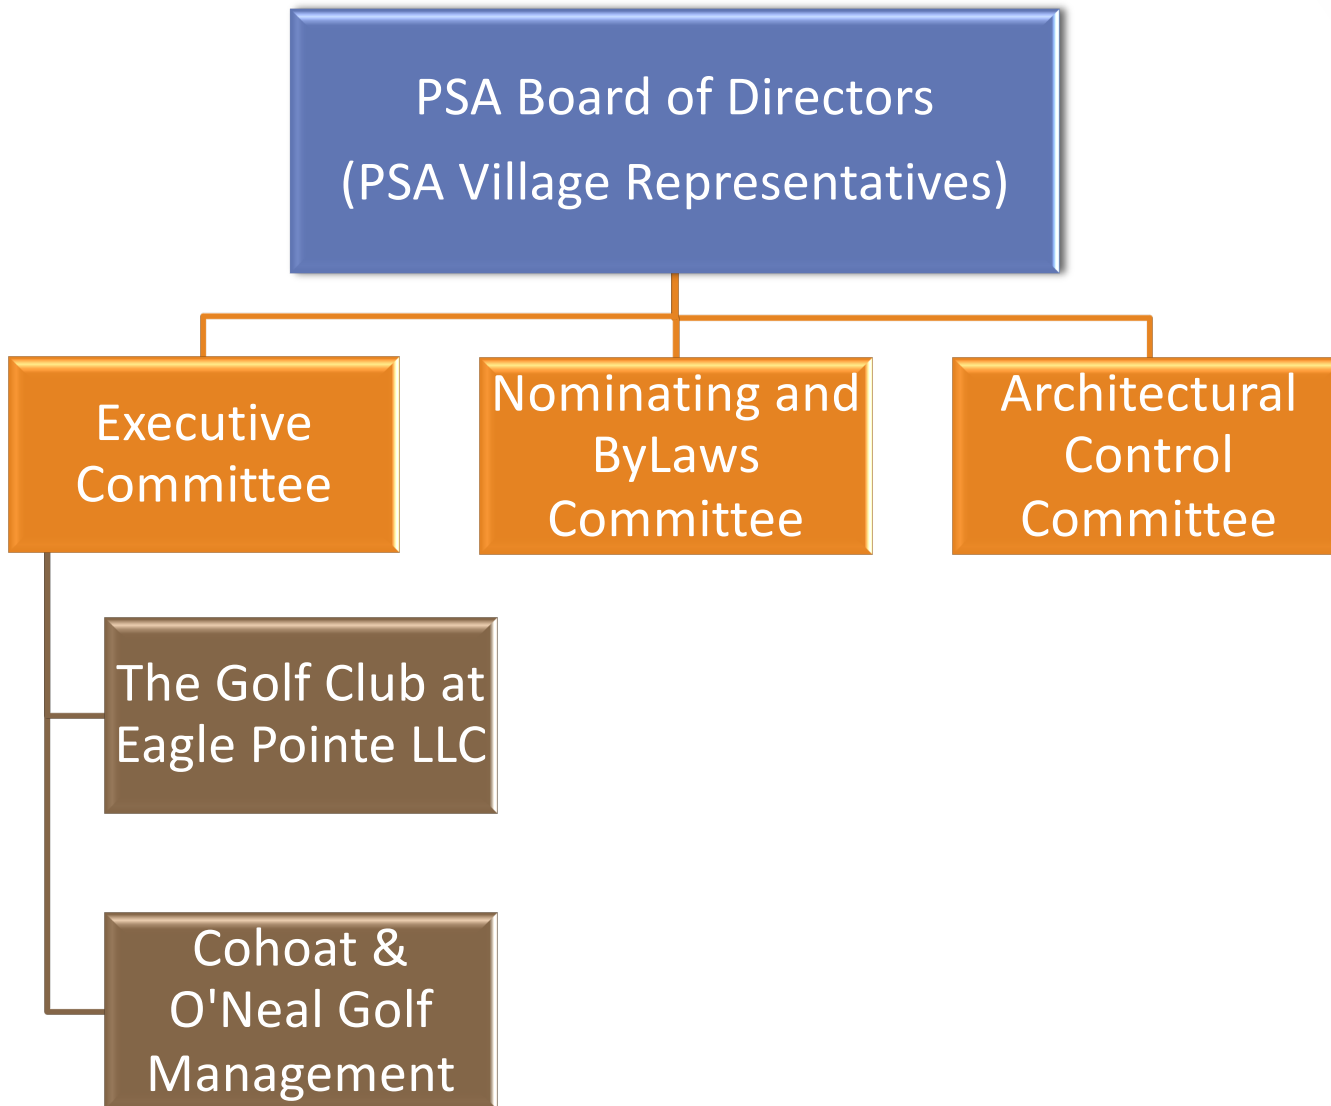 PSA Board of Directors
(PSA Village Representatives)
Executive
Committee
Nominating and
ByLaws
Committee
Architectural
Control
Committee
The Golf Club at
Eagle Pointe LLC
Cohoat &
O'Neal Golf
Management